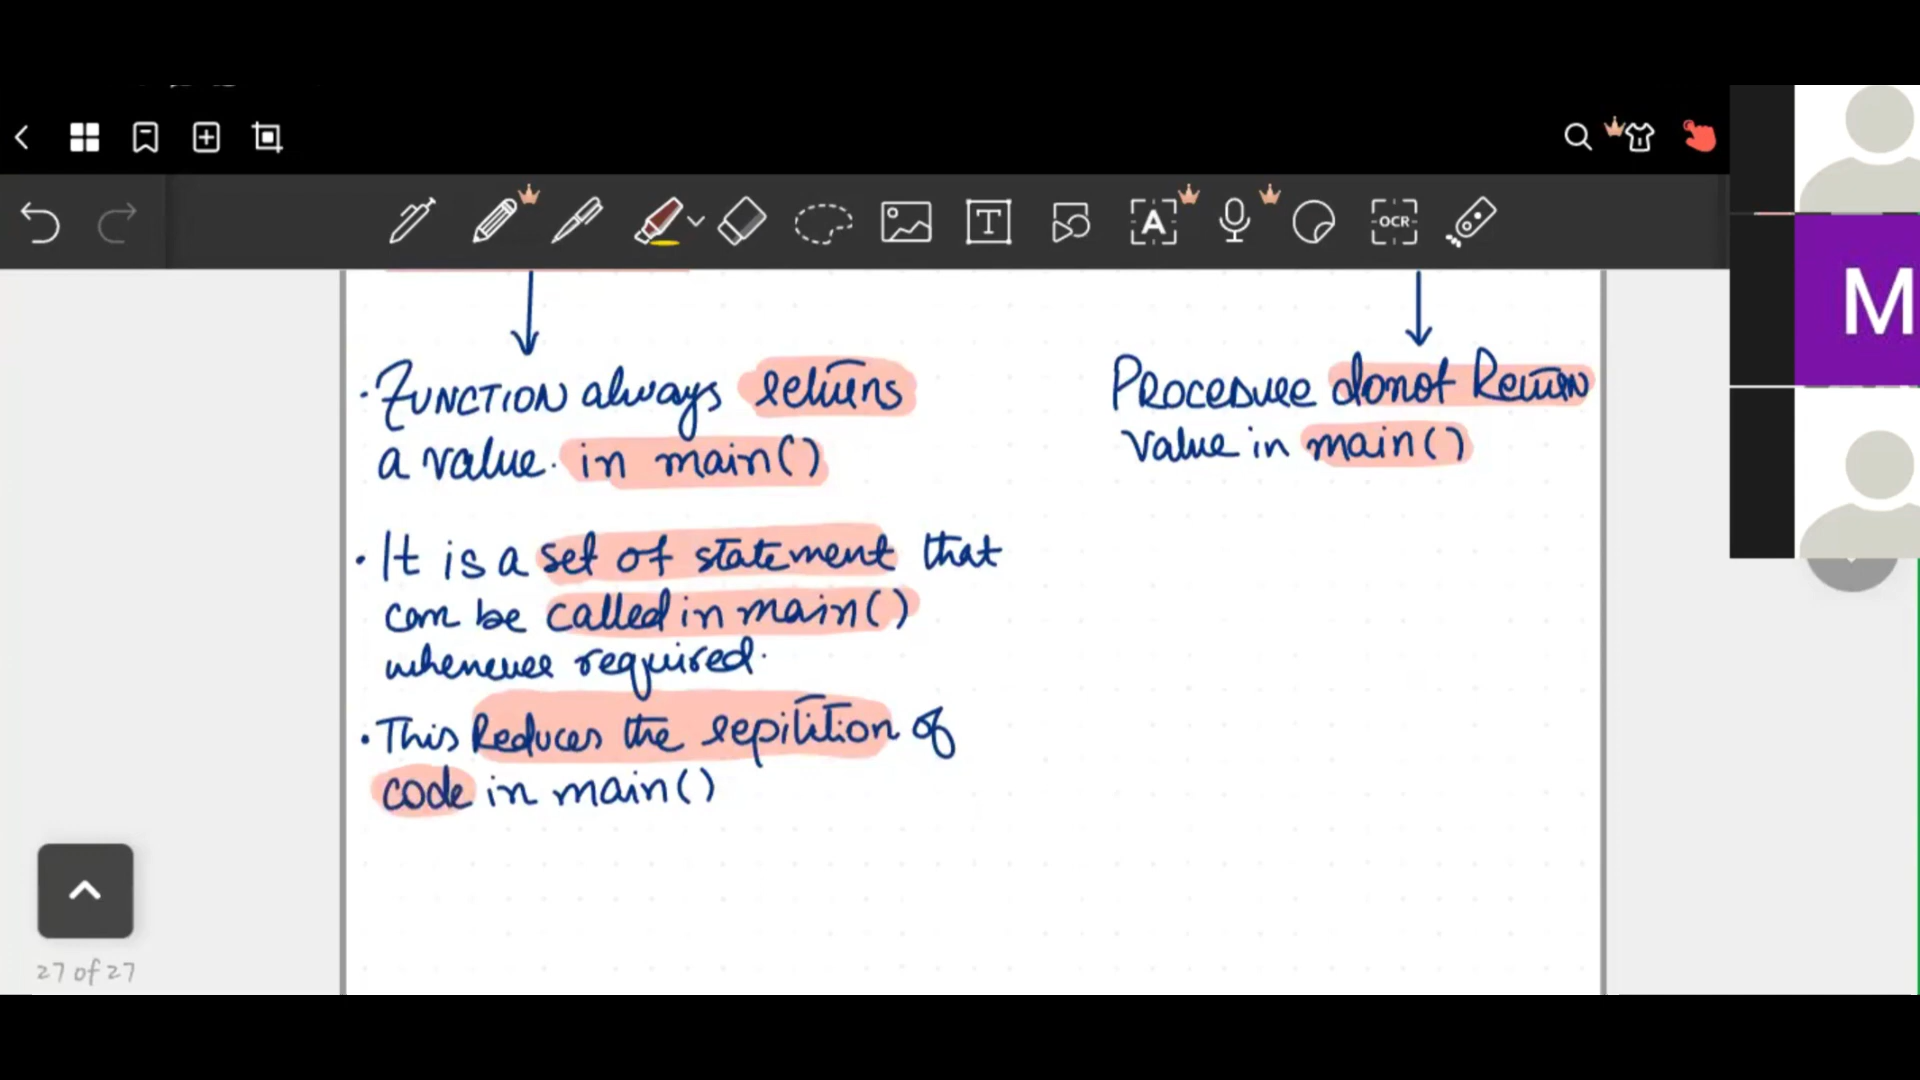 FUNCTION always returns
a value. in main()
Procedure donot Return
value in main()
• It is a set of statement that
can be called in main()
whenever required.
• This Reduces the repitition of
code in main()
27 of 27
T
A
OCR
M